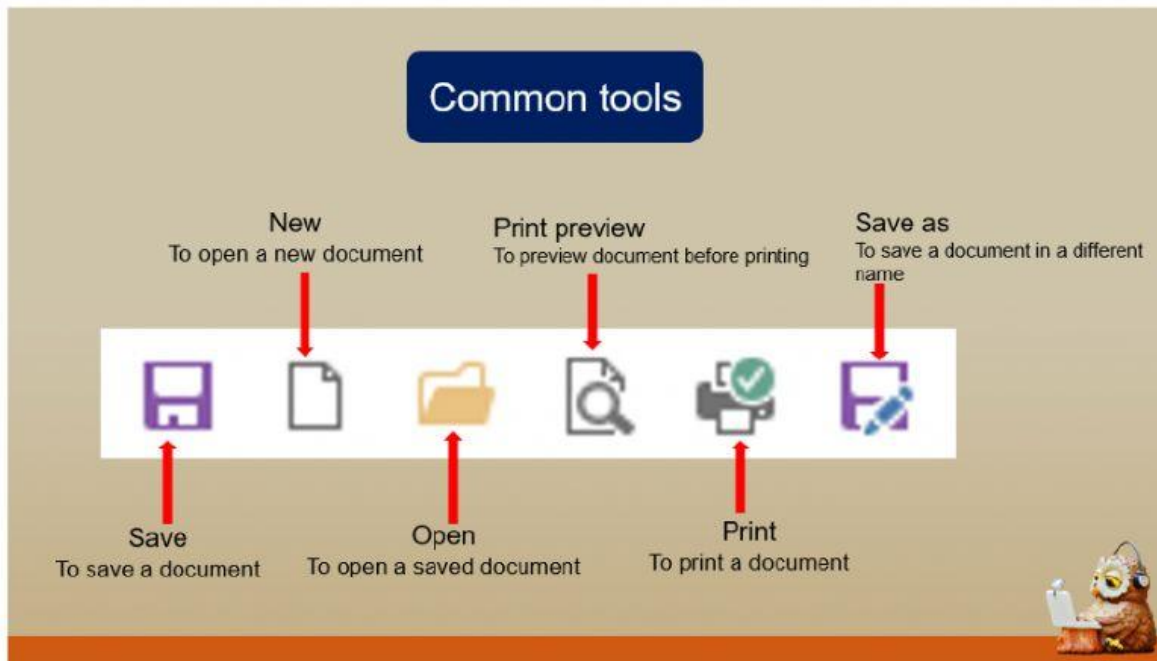 Common tools
New
To open a new document
Print preview
To preview document before printing
Save as
To save a document in a different
name
Save
To save a document
Open
To open a saved document
Print
To print a document